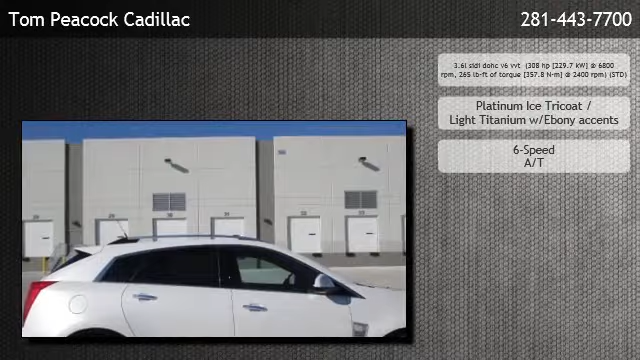 Tom Peacock Cadillac
281-443-7700
3.6l sidi dohc v6 vvt (308 hp [229.7 kW] @ 6800
rpm, 265 lb-ft of torque [357.8 N-m] @ 2400 rpm) (STD)
Platinum Ice Tricoat /
Light Titanium w/Ebony accents
6-Speed
A/T